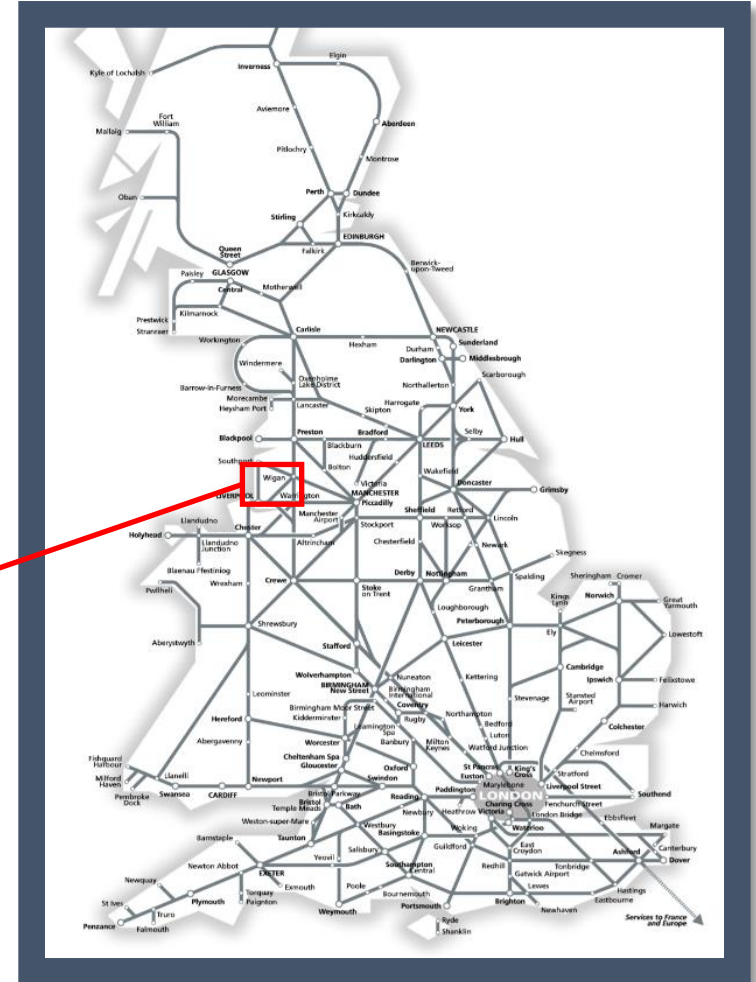 Elgin
Inverness
Kyle of Lochalsh
Aviemore
Fort
William
Mallaig
Aberdeen
Pitlochry
Montrose
Perth
Dundee
Oban
Stirling
Kirkcaldy
EDINBURGH
Queen
Street
Falkirk
Berwick-
upon-Tweed
Paisley
GLASGOW
Central
Motherwell
Prestwick
Kilmarnock
Stranraer
Carlisle
NEWCASTLE
Workington
Hexham
Sunderland
Durham
Darlington
Middlesbrough
Windermere
Scarborough
Oxenholme
Lake District
Barrow-in-Furness
Northallerton
Morecambe
Lancaster
Harrogate
York
Heysham Port
Skipton
Blackpool
Preston
Bradford
Selby
Hull
Blackburn
LEEDS
Huddersfield
Southport
Bolton
Wakefield
Wigan
Victoria
Doncaster
LIVERPOOL
Warrington
MANCHESTER
Piccadilly
Grimsby
Manchester
Airport
Sheffield
Retford
Lincoln
Llandudno
Chester
Stockport
Worksop
Holyhead
Llandudno
Junction
Altrincham
Chesterfield
Newark
Skegness
Blaenau Ffestiniog
Wrexham
Crewe
Stoke
on Trent
Derby
Nottingham
Spalding
Sheringham
Cromer
Pwllheli
Grantham
Kings
Lynn
Norwich
Great
Yarmouth
Loughborough
Shrewsbury
Peterborough
Aberystwyth
Stafford
Leicester
Ely
Lowestoft
Wolverhampton
Nuneaton
Kettering
Cambridge
BIRMINGHAM
New Street
Birmingham
International
Ipswich
Felixstowe
Leominster
Coventry
Stevenage
Stansted
Airport
Birmingham Moor Street
Rugby
Northampton
Harwich
Hereford
Kidderminster
Leamington
Spa
Bedford
Colchester
Abergavenny
Worcester
Banbury
Milton
Keynes
Luton
Watford Junction
Chelmsford
Fishguard
Harbour
Cheltenham Spa
Gloucester
Oxford
St Pancras
King's
Cross
Euston
Stratford
Milford
Haven
Llanelli
Newport
Swindon
Marylebone
Liverpool Street
Pembroke
Dock
Swansea
CARDIFF
Bristol Parkway
Reading
Paddington
LONDON
Southend
Bristol
Temple Meads
Bath
Newbury
Heathrow
Charing Cross
Fenchurch Street
Victoria
London Bridge
Ebbsfleet
Weston-super-Mare
Westbury
Basingstoke
Woking
Waterloo
Margate
Barnstaple
Taunton
Salisbury
Guildford
East
Croydon
Ashford
Canterbury
Newton Abbot
Yeovil
Southampton
Central
Redhill
Tonbridge
Dover
Newquay
EXETER
Gatwick Airport
Exmouth
Poole
Lewes
Hastings
St Ives
Plymouth
Torquay
Paignton
Bournemouth
Eastbourne
Truro
Weymouth
Portsmouth
Brighton
Newhaven
Penzance
Falmouth
Ryde
Shanklin
Services to France
and Europe